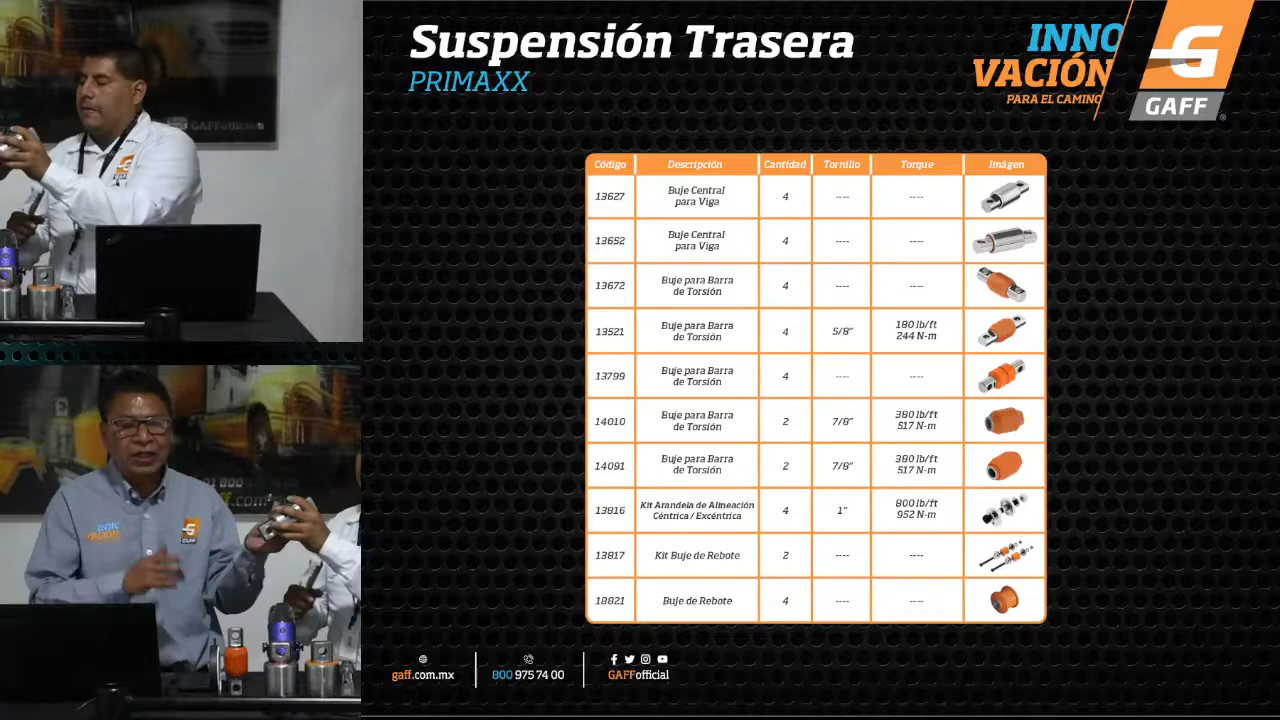 Suspensión Trasera
PRIMAXX
INNO
VACIÓN
PARA EL CAMINO
GAFF
Código Descripción Cantidad Tornillo Torque Imágen
13627 Buje Central para Viga 4 ---- ----
13652 Buje Central para Viga 4 ---- ----
13672 Buje para Barra de Torsión 4 ---- ----
13521 Buje para Barra de Torsión 4 5/8" 180 lb/ft 244 N-m
13799 Buje para Barra de Torsión 4 ---- ----
14010 Buje para Barra de Torsión 2 7/8" 380 lb/ft 517 N-m
14091 Buje para Barra de Torsión 2 7/8" 380 lb/ft 517 N-m
13816 Kit Arandela de Alineación Céntrica / Excéntrica 4 1" 800 lb/ft 952 N-m
13817 Kit Buje de Rebote 2 ---- ----
18821 Buje de Rebote 4 ---- ----
gaff.com.mx
800 975 74 00
GAFFofficial
GAFFofficial
INNO
VACIÓN
GAFF